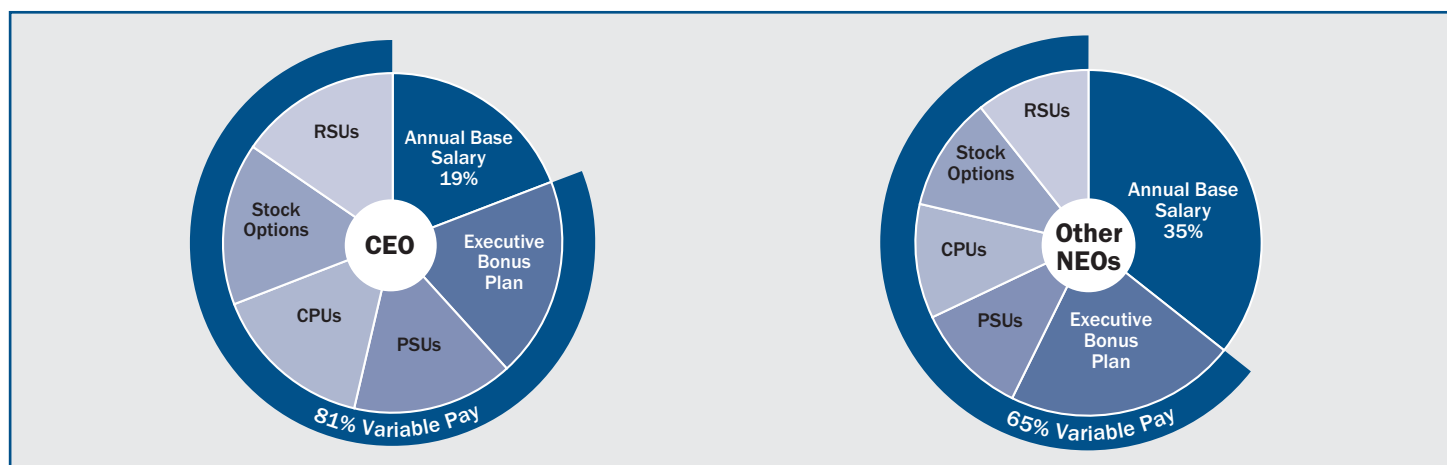 RSUs
Annual Base
Salary
19%
Stock
Options
CEO
Executive
Bonus
Plan
CPUs
PSUs
81% Variable Pay
RSUs
Stock
Options
Annual Base
Salary
35%
CPUs
Other
NEOs
PSUs
Executive
Bonus
Plan
65% Variable Pay